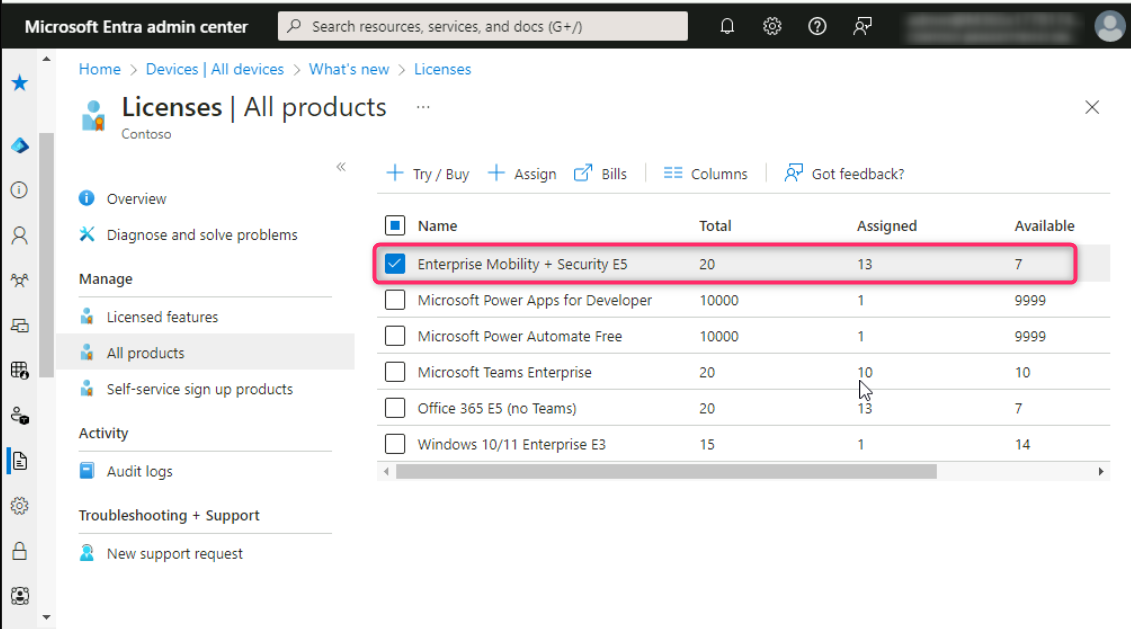 Microsoft Entra admin center
Search resources, services, and docs (G+/)
Home > Devices | All devices > What's new > Licenses
Licenses | All products ...
Contoso
Overview
Diagnose and solve problems
Manage
Licensed features
All products
Self-service sign up products
Activity
Audit logs
Troubleshooting + Support
New support request
Try / Buy Assign Bills Columns Got feedback?
Name Total Assigned Available
Enterprise Mobility + Security E5 20 13 7
Microsoft Power Apps for Developer 10000 1 9999
Microsoft Power Automate Free 10000 1 9999
Microsoft Teams Enterprise 20 10 10
Office 365 E5 (no Teams) 20 13 7
Windows 10/11 Enterprise E3 15 1 14